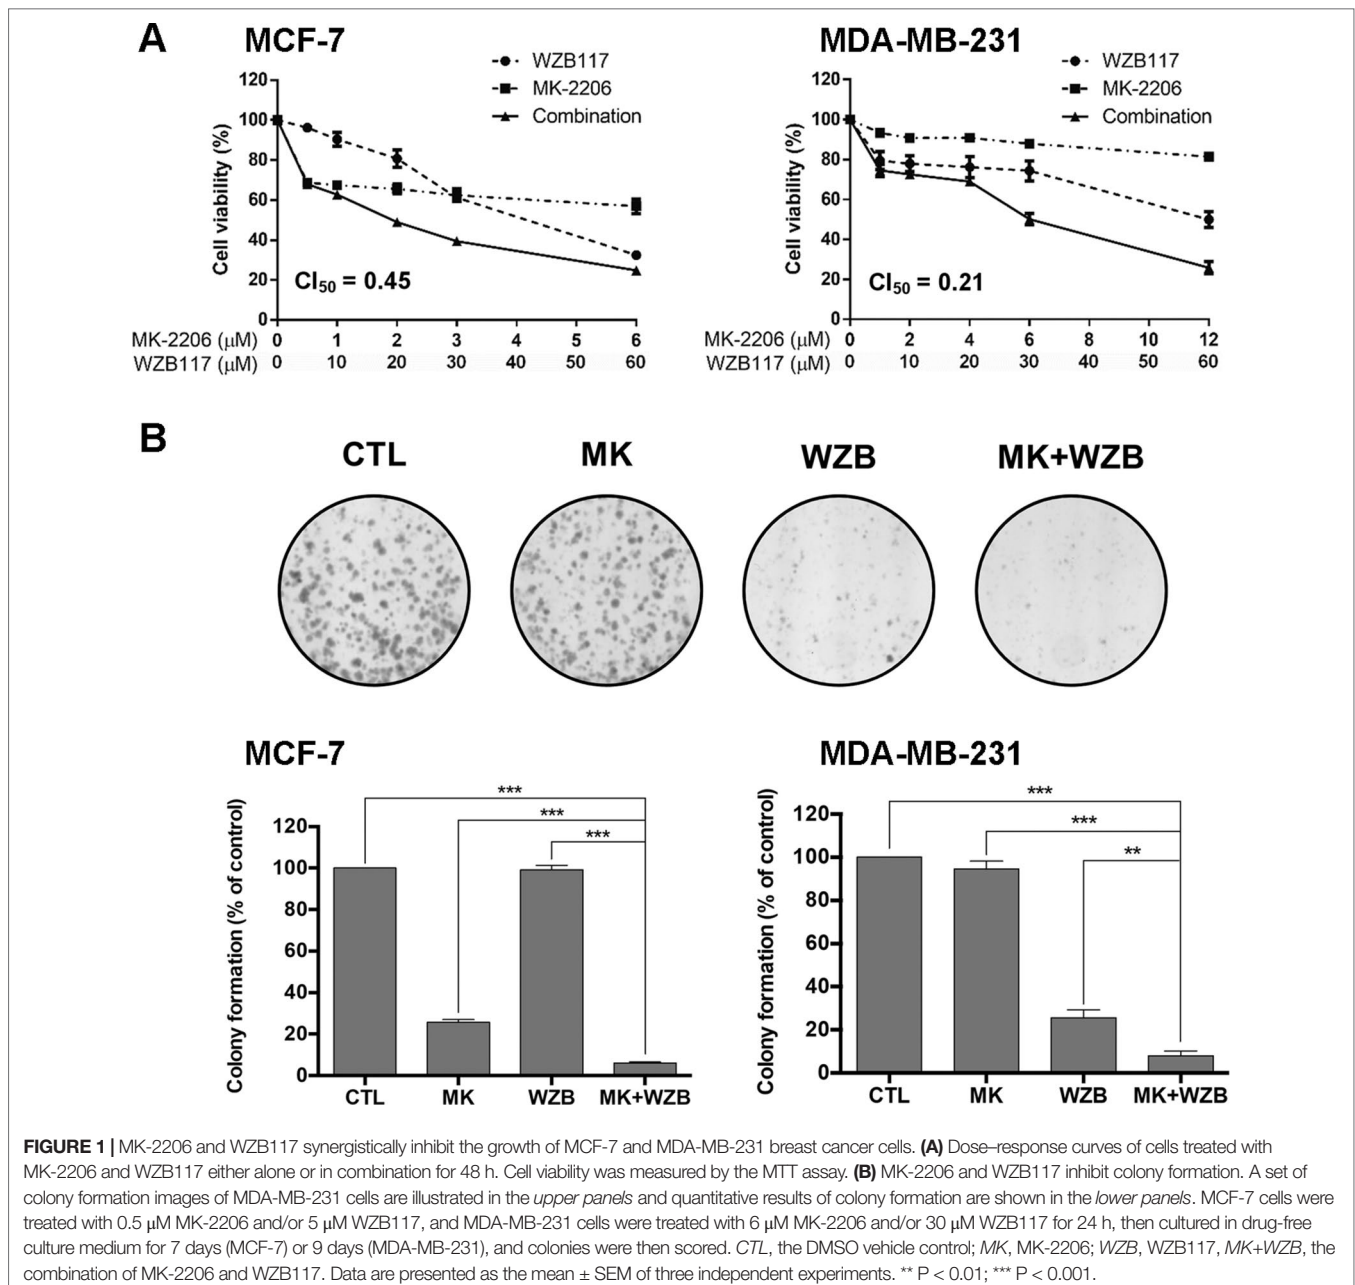 A
MCF-7
MDA-MB-231
WZB117
MK-2206
Combination
WZB117
MK-2206
Combination
Cell viability (%)
120
100
80
60
40
20
0
CI50 = 0.45
MK-2206 (μM) 0 1 2 3 4 5 6
WZB117 (μM) 0 10 20 30 40 50 60
Cell viability (%)
120
100
80
60
40
20
0
CI50 = 0.21
MK-2206 (μM) 0 2 4 6 8 10 12
WZB117 (μM) 0 10 20 30 40 50 60
B
CTL MK WZB MK+WZB
MCF-7
MDA-MB-231
Colony formation (% of control)
120
100
80
60
40
20
0
***
***
***
CTL MK WZB MK+WZB
Colony formation (% of control)
120
100
80
60
40
20
0
***
***
**
CTL MK WZB MK+WZB
FIGURE 1 | MK-2206 and WZB117 synergistically inhibit the growth of MCF-7 and MDA-MB-231 breast cancer cells. (A) Dose–response curves of cells treated with
MK-2206 and WZB117 either alone or in combination for 48 h. Cell viability was measured by the MTT assay. (B) MK-2206 and WZB117 inhibit colony formation. A set of
colony formation images of MDA-MB-231 cells are illustrated in the upper panels and quantitative results of colony formation are shown in the lower panels. MCF-7 cells were
treated with 0.5 μM MK-2206 and/or 5 μM WZB117, and MDA-MB-231 cells were treated with 6 μM MK-2206 and/or 30 μM WZB117 for 24 h, then cultured in drug-free
culture medium for 7 days (MCF-7) or 9 days (MDA-MB-231), and colonies were then scored. CTL, the DMSO vehicle control; MK, MK-2206; WZB, WZB117, MK+WZB, the
combination of MK-2206 and WZB117. Data are presented as the mean ± SEM of three independent experiments. ** P < 0.01; *** P < 0.001.